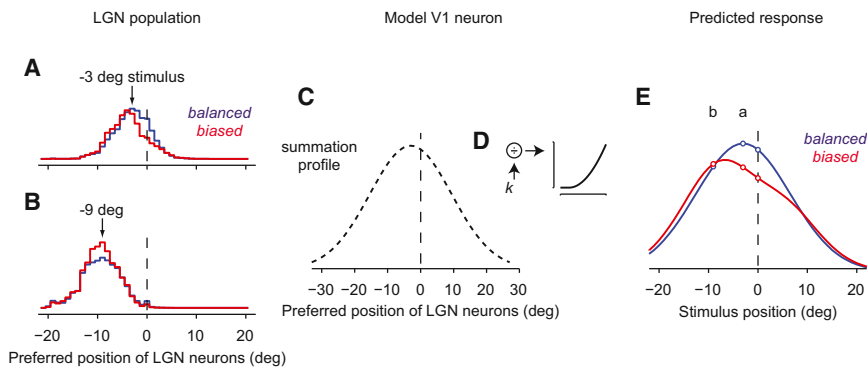 LGN population
Model V1 neuron
Predicted response
A
-3 deg stimulus
balanced
biased
B
-9 deg
−20 −10 0 10 20
Preferred position of LGN neurons (deg)
C
summation
profile
−30 −20 −10 0 10 20 30
Preferred position of LGN neurons (deg)
D
÷
k
E
b a
balanced
biased
−20 −10 0 10 20
Stimulus position (deg)